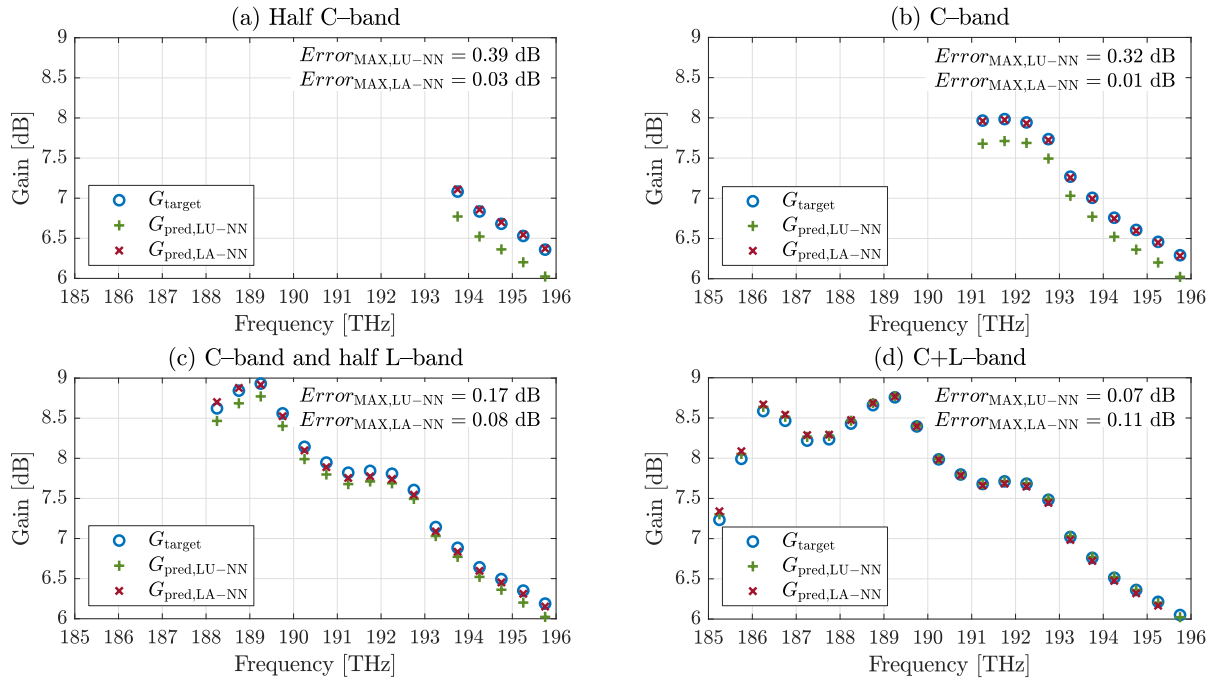 (a) Half C–band
Error_MAX,LU−NN = 0.39 dB
Error_MAX,LA−NN = 0.03 dB
9
8.5
8
7.5
7
6.5
6
Gain [dB]
G_target
G_pred,LU−NN
G_pred,LA−NN
185 186 187 188 189 190 191 192 193 194 195 196
Frequency [THz]
(b) C–band
Error_MAX,LU−NN = 0.32 dB
Error_MAX,LA−NN = 0.01 dB
9
8.5
8
7.5
7
6.5
6
Gain [dB]
G_target
G_pred,LU−NN
G_pred,LA−NN
185 186 187 188 189 190 191 192 193 194 195 196
Frequency [THz]
(c) C–band and half L–band
Error_MAX,LU−NN = 0.17 dB
Error_MAX,LA−NN = 0.08 dB
9
8.5
8
7.5
7
6.5
6
Gain [dB]
G_target
G_pred,LU−NN
G_pred,LA−NN
185 186 187 188 189 190 191 192 193 194 195 196
Frequency [THz]
(d) C+L–band
Error_MAX,LU−NN = 0.07 dB
Error_MAX,LA−NN = 0.11 dB
9
8.5
8
7.5
7
6.5
6
Gain [dB]
G_target
G_pred,LU−NN
G_pred,LA−NN
185 186 187 188 189 190 191 192 193 194 195 196
Frequency [THz]